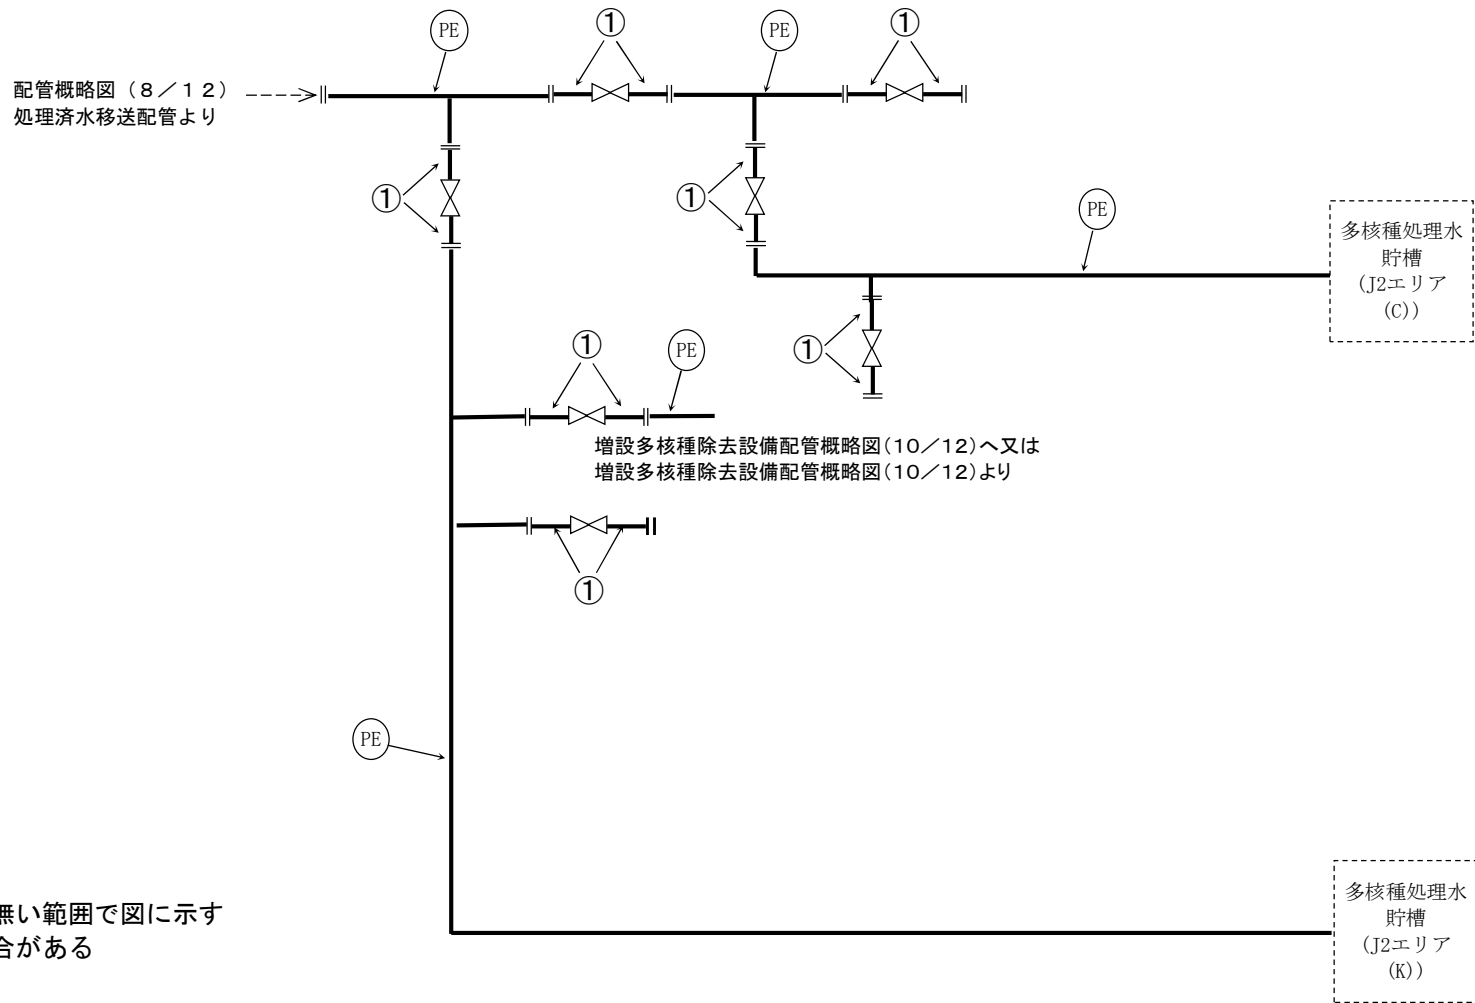 PE
①
PE
①
配管概略図（８／１２）
処理済水移送配管より
①
①
PE
多核種処理水
貯槽
（J2エリア
(C)）
①
PE
①
増設多核種除去設備配管概略図（10／12）へ又は
増設多核種除去設備配管概略図（10／12）より
①
PE
多核種処理水
貯槽
（J2エリア
(K)）
無い範囲で図に示す
合がある